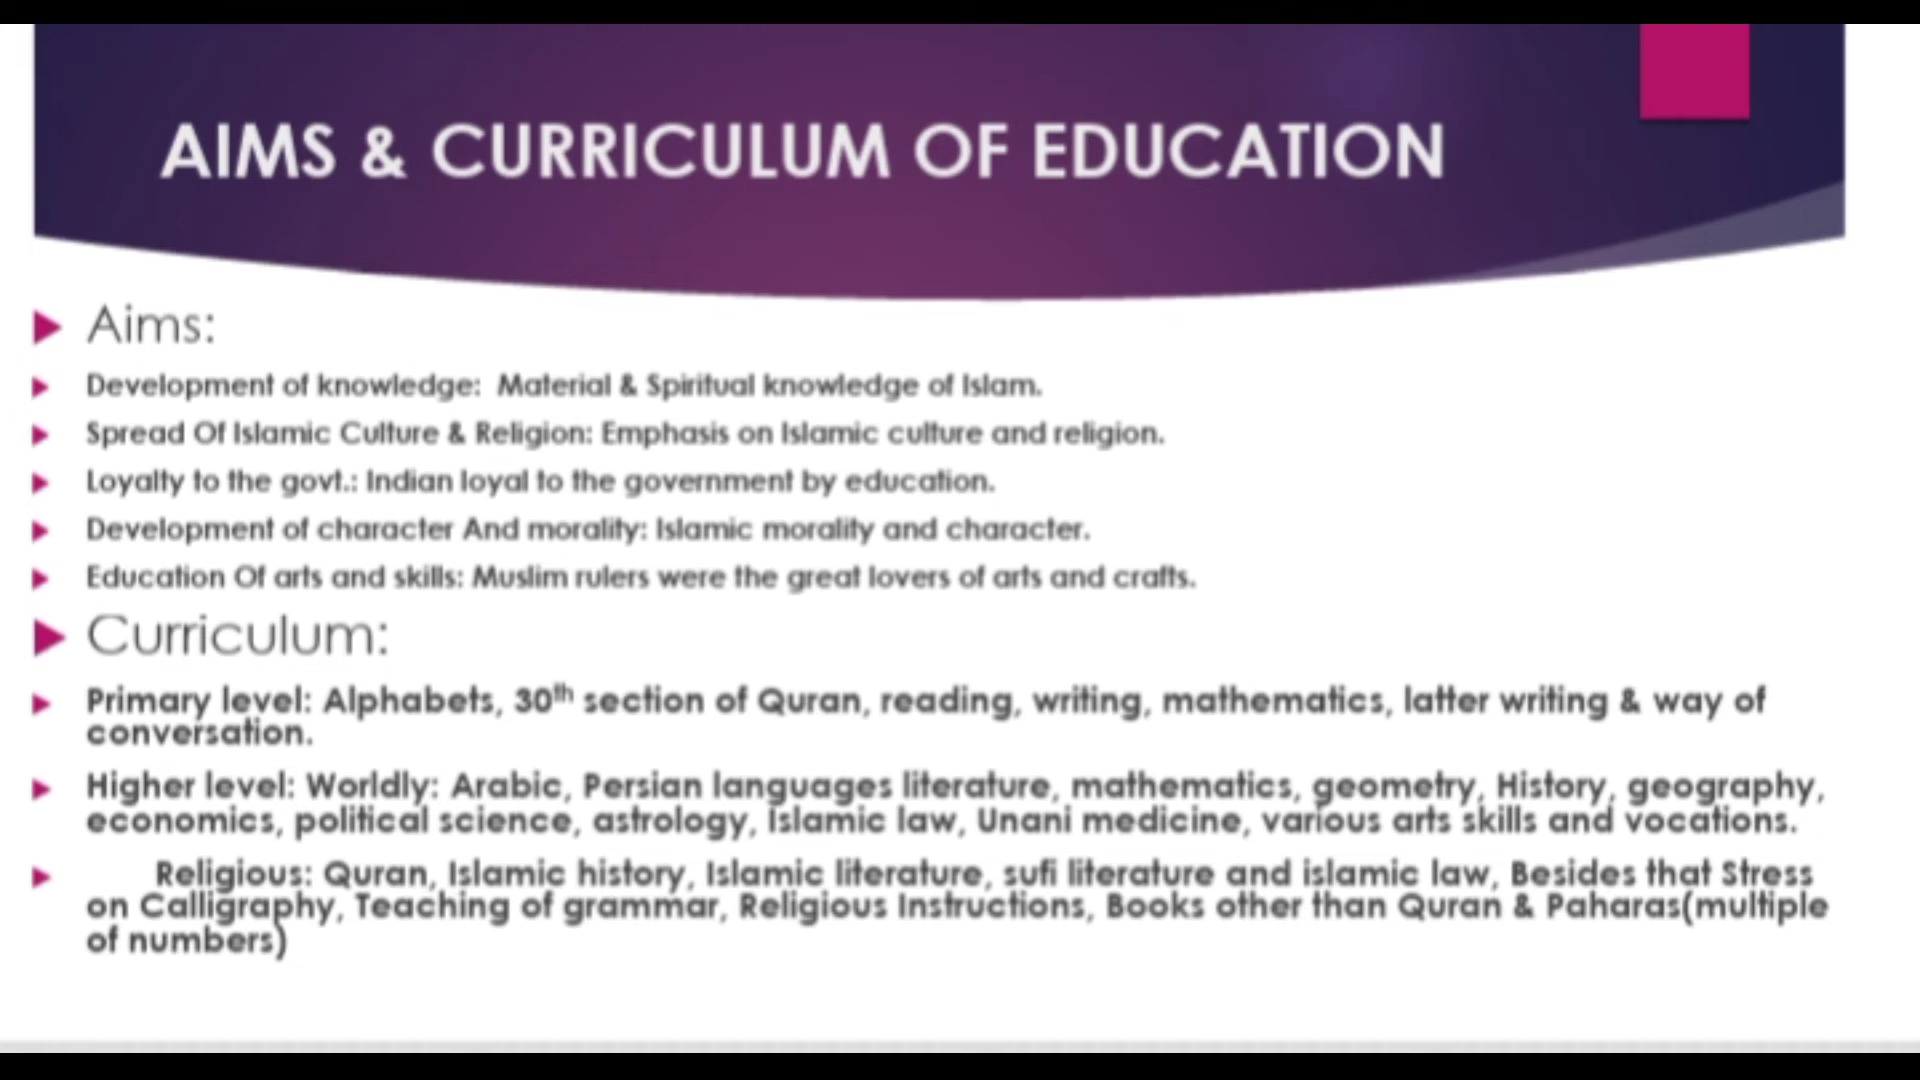 AIMS & CURRICULUM OF EDUCATION
Aims:
Development of knowledge: Material & Spiritual knowledge of Islam.
Spread Of Islamic Culture & Religion: Emphasis on Islamic culture and religion.
Loyalty to the govt.: Indian loyal to the government by education.
Development of character And morality: Islamic morality and character.
Education Of arts and skills: Muslim rulers were the great lovers of arts and crafts.
Curriculum:
Primary level: Alphabets, 30th section of Quran, reading, writing, mathematics, latter writing & way of
conversation.
Higher level: Worldly: Arabic, Persian languages literature, mathematics, geometry, History, geography,
economics, political science, astrology, Islamic law, Unani medicine, various arts skills and vocations.
Religious: Quran, Islamic history, Islamic literature, sufi literature and islamic law, Besides that Stress
on Calligraphy, Teaching of grammar, Religious Instructions, Books other than Quran & Paharas(multiple
of numbers)